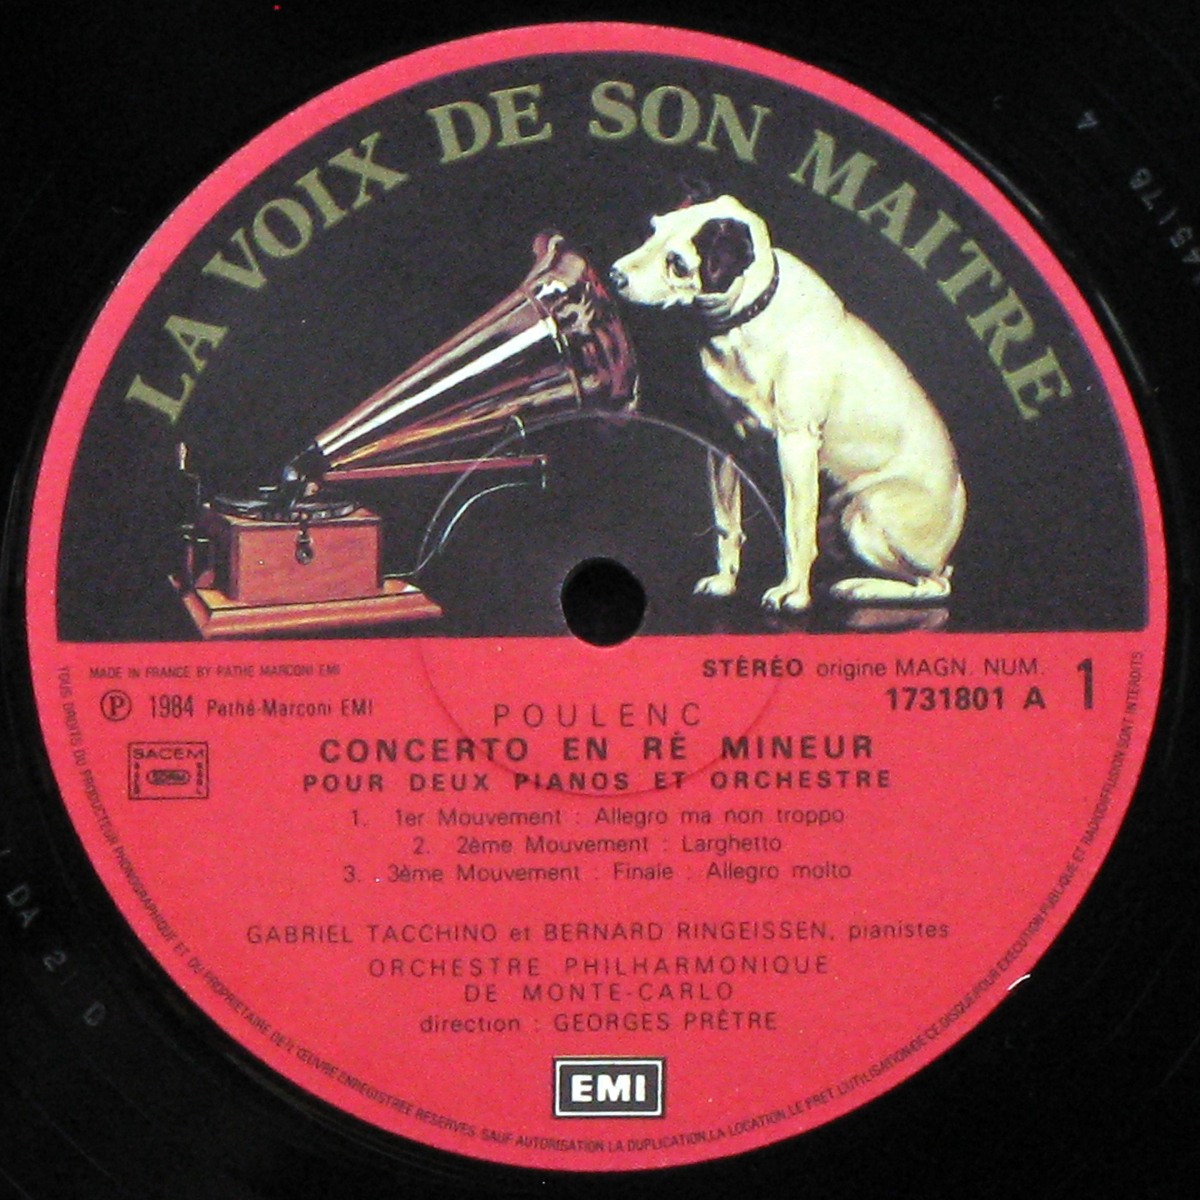 LA VOIX DE SON MAITRE
MADE IN FRANCE BY PATHE MARCONI EMI
STÉRÉO origine MAGN. NUM.
Ⓟ 1984 Pathé-Marconi EMI
1731801 A
1
SACEM
POULENC
CONCERTO EN RÉ MINEUR
POUR DEUX PIANOS ET ORCHESTRE
1. 1er Mouvement : Allegro ma non troppo
2. 2ème Mouvement : Larghetto
3. 3ème Mouvement : Finale : Allegro molto
GABRIEL TACCHINO et BERNARD RINGEISSEN, pianistes
ORCHESTRE PHILHARMONIQUE
DE MONTE-CARLO
direction : GEORGES PRÊTRE
EMI
TOUS DROITS DU PRODUCTEUR PHONOGRAPHIQUE ET DU PROPRIETAIRE DE L'ŒUVRE ENREGISTREE RESERVES. SAUF AUTORISATION LA DUPLICATION, LA LOCATION, LE PRET, L'UTILISATION DE CE DISQUE POUR EXECUTION PUBLIQUE ET RADIODIFFUSION SONT INTERDITS